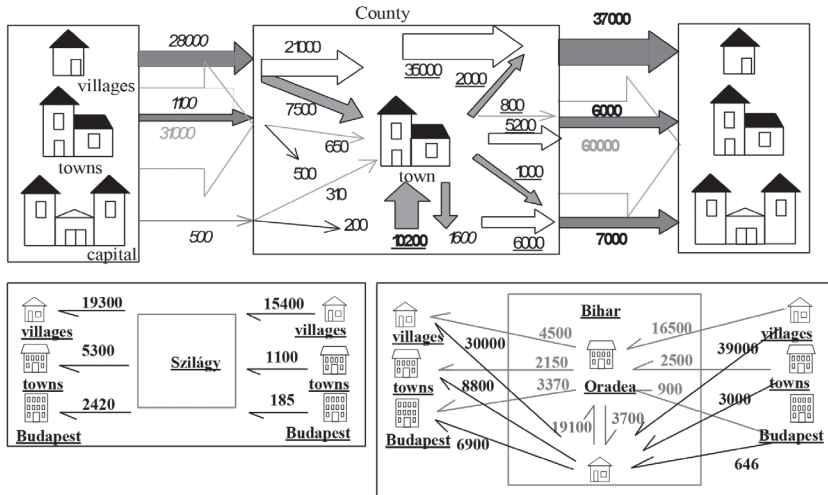 County
28000
21000
35000
37000
villages
2000
1100
7500
800
6000
31000
5200
60000
650
towns
500
town
1000
310
200
500
10200
1600
6000
7000
capital
19300
15400
villages
villages
5300
Szilágy
1100
towns
towns
2420
185
Budapest
Budapest
Bihar
4500
16500
villages
villages
30000
39000
2150
2500
towns
Oradea
towns
3370
900
8800
3000
19100
3700
Budapest
Budapest
6900
646